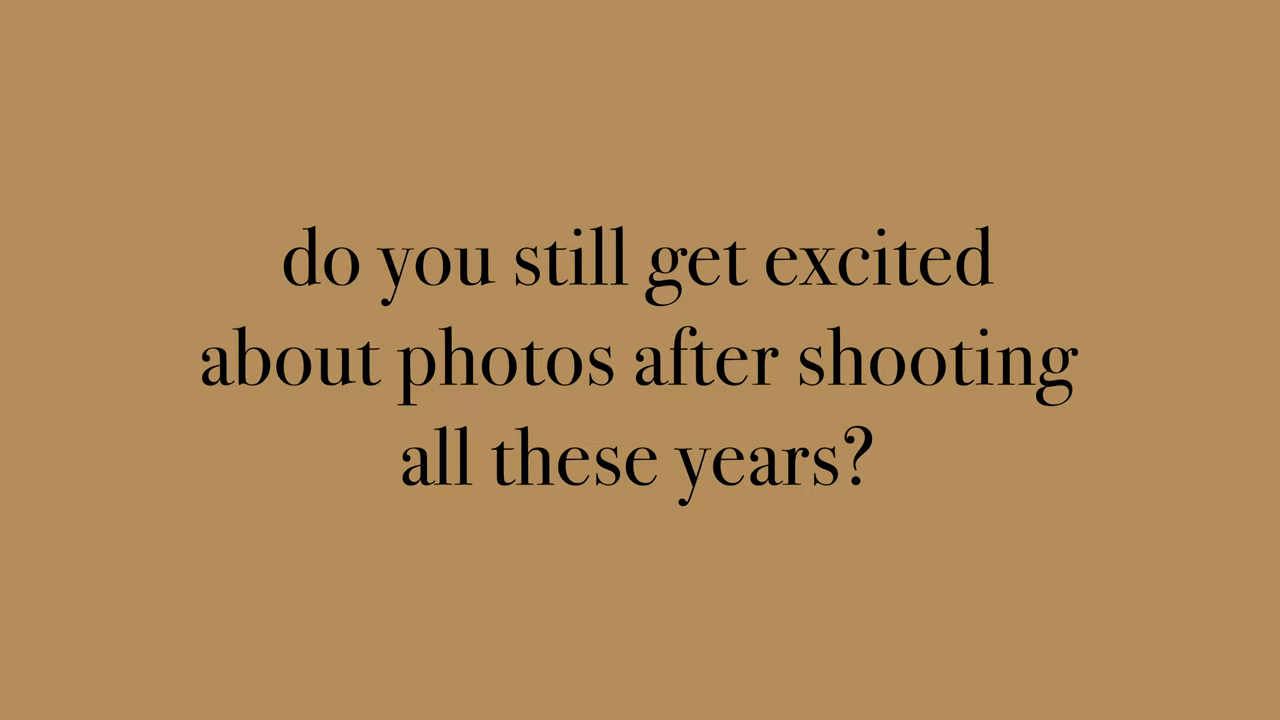 do you still get excited
about photos after shooting
all these years?